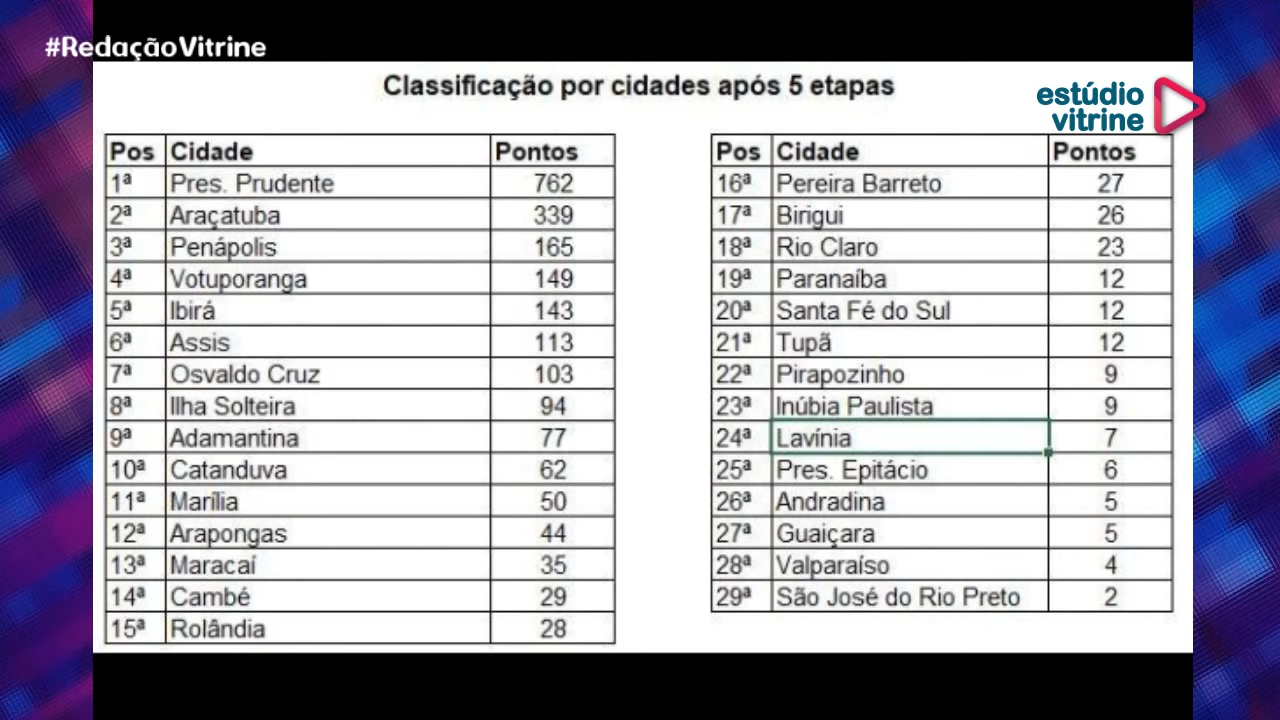 #RedaçãoVitrine
Classificação por cidades após 5 etapas
estúdio
vitrine
Pos Cidade Pontos
1ª Pres. Prudente 762
2ª Araçatuba 339
3ª Penápolis 165
4ª Votuporanga 149
5ª Ibirá 143
6ª Assis 113
7ª Osvaldo Cruz 103
8ª Ilha Solteira 94
9ª Adamantina 77
10ª Catanduva 62
11ª Marília 50
12ª Arapongas 44
13ª Maracaí 35
14ª Cambé 29
15ª Rolândia 28
Pos Cidade Pontos
16ª Pereira Barreto 27
17ª Birigui 26
18ª Rio Claro 23
19ª Paranaíba 12
20ª Santa Fé do Sul 12
21ª Tupã 12
22ª Pirapozinho 9
23ª Inúbia Paulista 9
24ª Lavínia 7
25ª Pres. Epitácio 6
26ª Andradina 5
27ª Guaiçara 5
28ª Valparaíso 4
29ª São José do Rio Preto 2